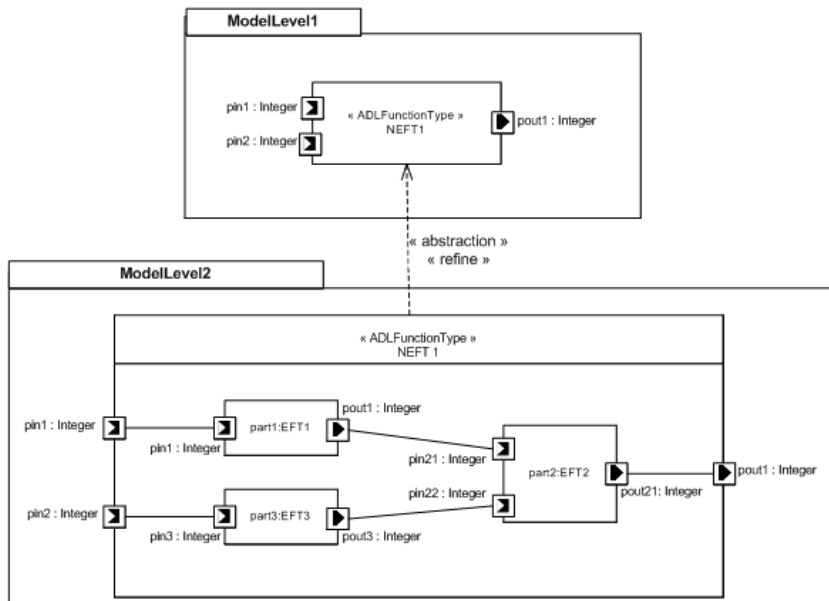 ModelLevel1
pin1 : Integer
« ADLFunctionType »
NEFT1
pout1 : Integer
pin2 : Integer
« abstraction »
« refine »
ModelLevel2
« ADLFunctionType »
NEFT 1
pout1 : Integer
pin1 : Integer
part1:EFT1
pin1 : Integer
pin21 : Integer
part2:EFT2
pout1 : Integer
pin22 : Integer
pout21: Integer
pin2 : Integer
part3:EFT3
pin3 : Integer
pout3 : Integer